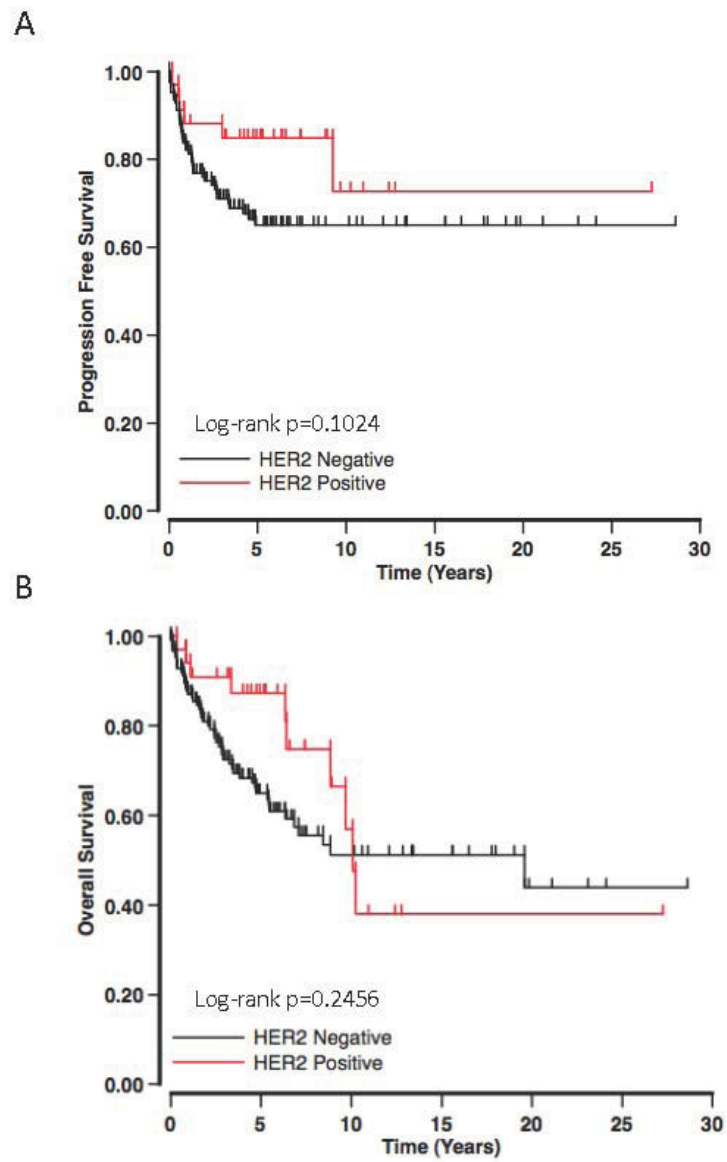 A
1.00
0.80
0.60
0.40
0.20
0.00
Progression Free Survival
Log-rank p=0.1024
HER2 Negative
HER2 Positive
0 5 10 15 20 25 30
Time (Years)
B
1.00
0.80
0.60
0.40
0.20
0.00
Overall Survival
Log-rank p=0.2456
HER2 Negative
HER2 Positive
0 5 10 15 20 25 30
Time (Years)